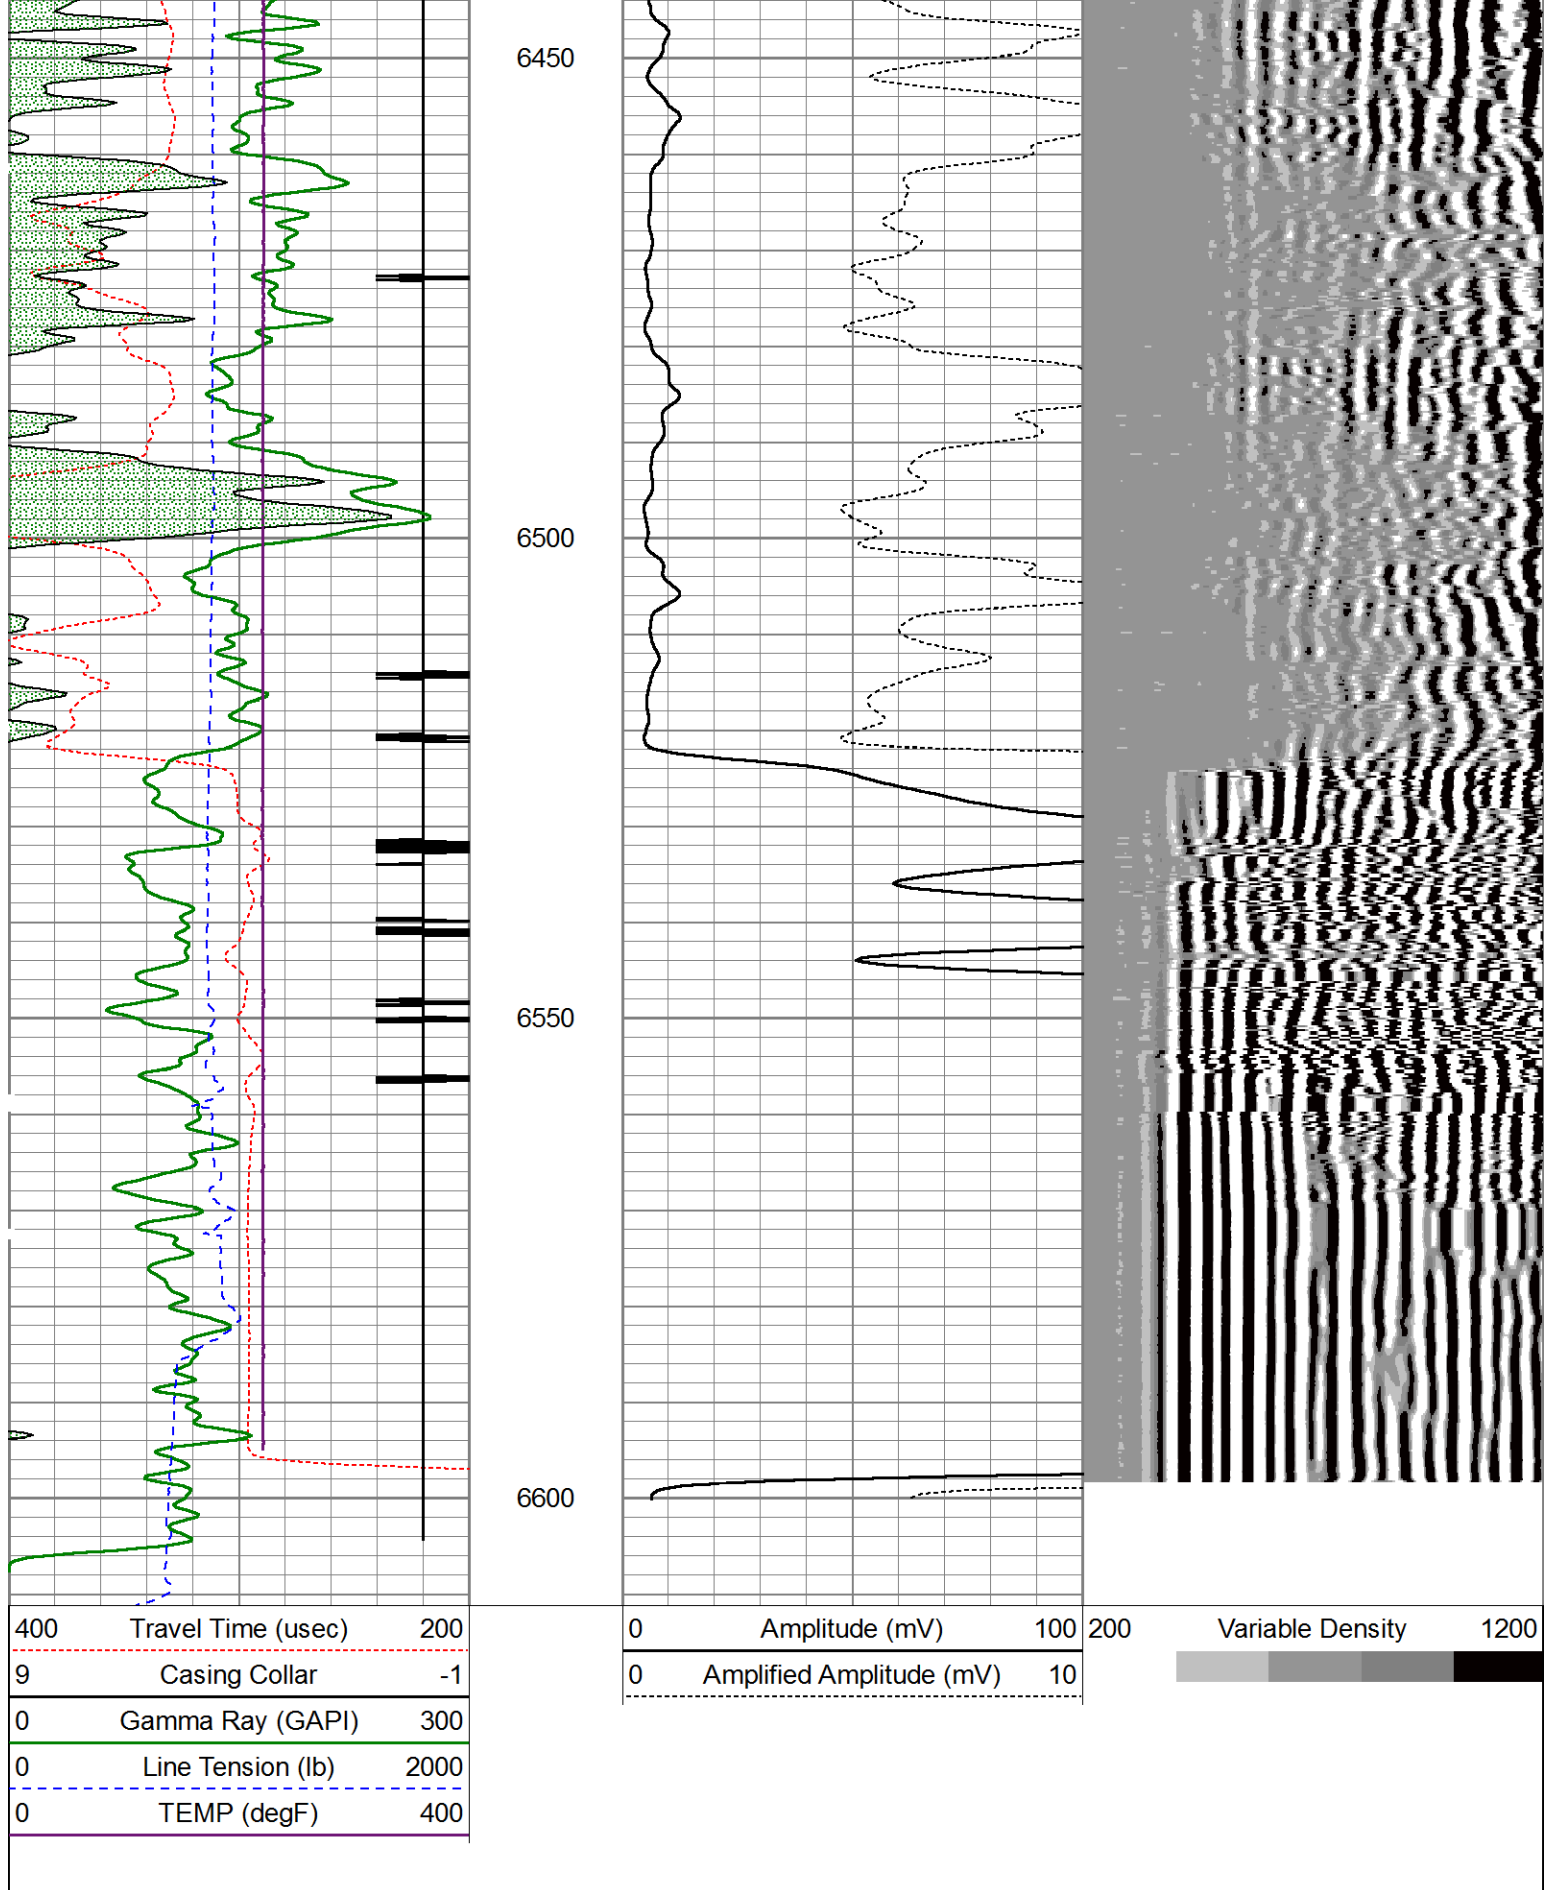 6450
6500
6550
6600
400 Travel Time (usec) 200
9 Casing Collar -1
0 Gamma Ray (GAPI) 300
0 Line Tension (lb) 2000
0 TEMP (degF) 400
0 Amplitude (mV) 100
0 Amplified Amplitude (mV) 10
200 Variable Density 1200